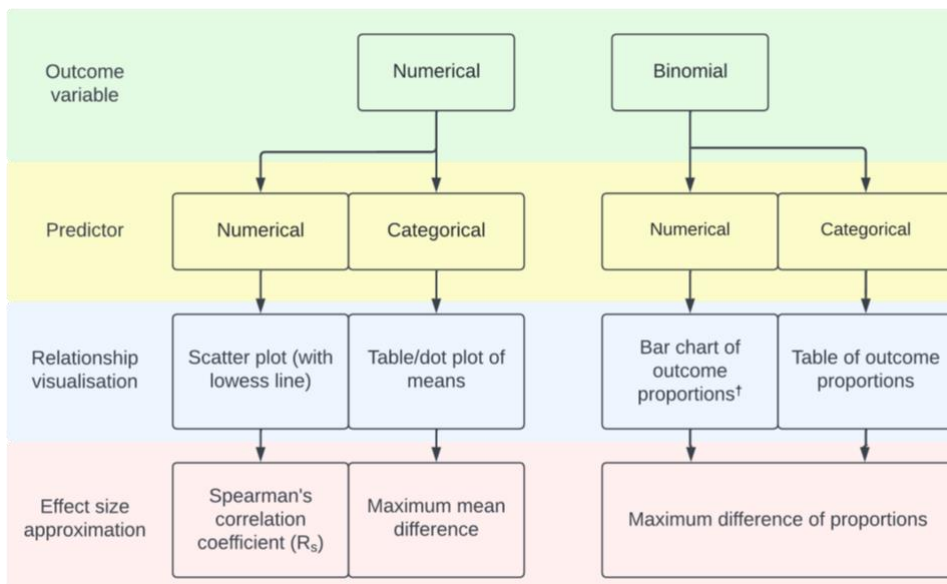 Outcome
variable
Numerical
Binomial
Predictor
Numerical
Categorical
Numerical
Categorical
Relationship
visualisation
Scatter plot (with
lowess line)
Table/dot plot of
means
Bar chart of
outcome
proportions†
Table of outcome
proportions
Effect size
approximation
Spearman's
correlation
coefficient (Rₛ)
Maximum mean
difference
Maximum difference of proportions